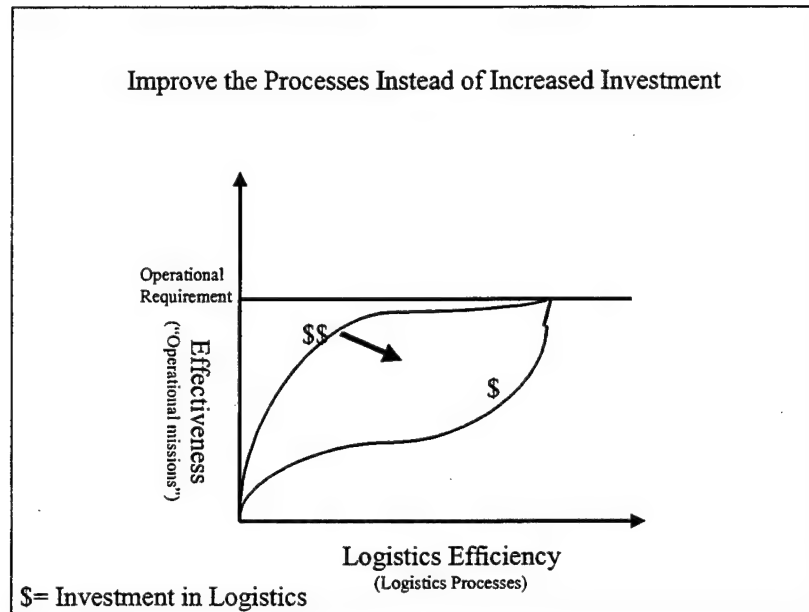 Improve the Processes Instead of Increased Investment
Operational
Requirement
Effectiveness
("Operational missions")
$$
$
Logistics Efficiency
(Logistics Processes)
$= Investment in Logistics